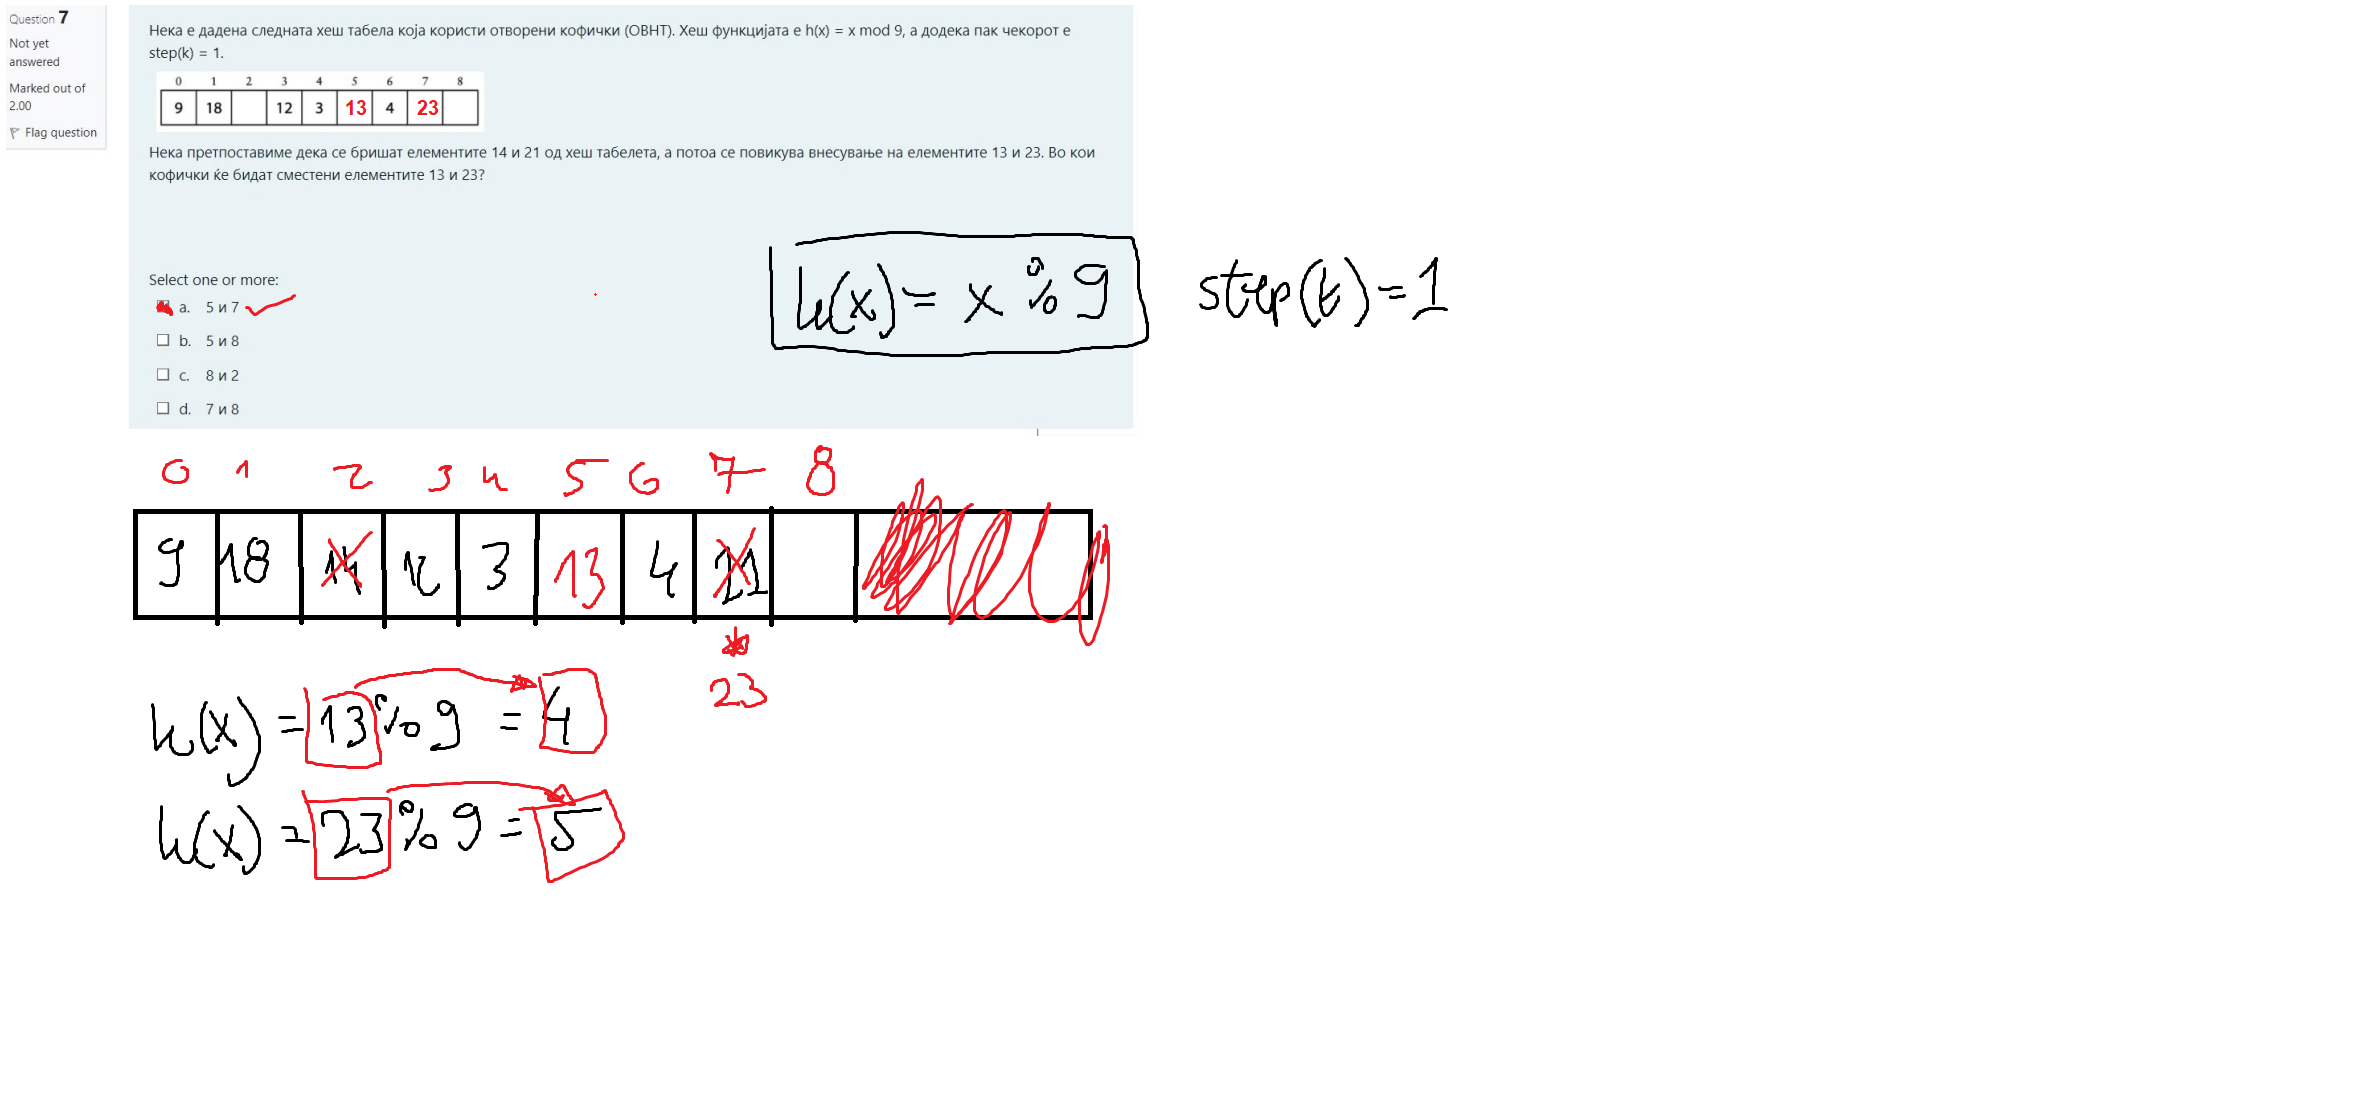 Question 7
Not yet
answered
Marked out of
2.00
Flag question
Нека е дадена следната хеш табела која користи отворени кофички (OBHT). Хеш функцијата е h(x) = x mod 9, а додека пак чекорот е
step(k) = 1.
0 1 2 3 4 5 6 7 8
9 18 12 3 13 4 23
Нека претпоставиме дека се бришат елементите 14 и 21 од хеш табелета, а потоа се повикува внесување на елементите 13 и 23. Во кои
кофички ќе бидат сместени елементите 13 и 23?
h(x) = x % 9 step(t) = 1
Select one or more:
a. 5 и 7
b. 5 и 8
c. 8 и 2
d. 7 и 8
0 1 2 3 4 5 6 7 8
9 18 14 12 3 13 4 21
23
h(x) = 13 % 9 = 4
h(x) = 23 % 9 = 5